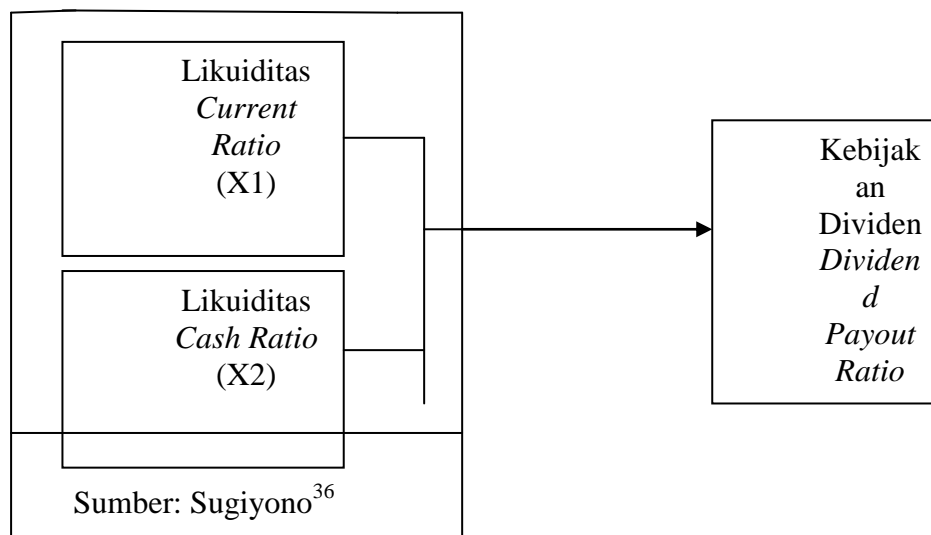 Likuiditas
Current
Ratio
(X1)
Likuiditas
Cash Ratio
(X2)
Kebijak
an
Dividen
Dividen
d
Payout
Ratio
Sumber: Sugiyono36